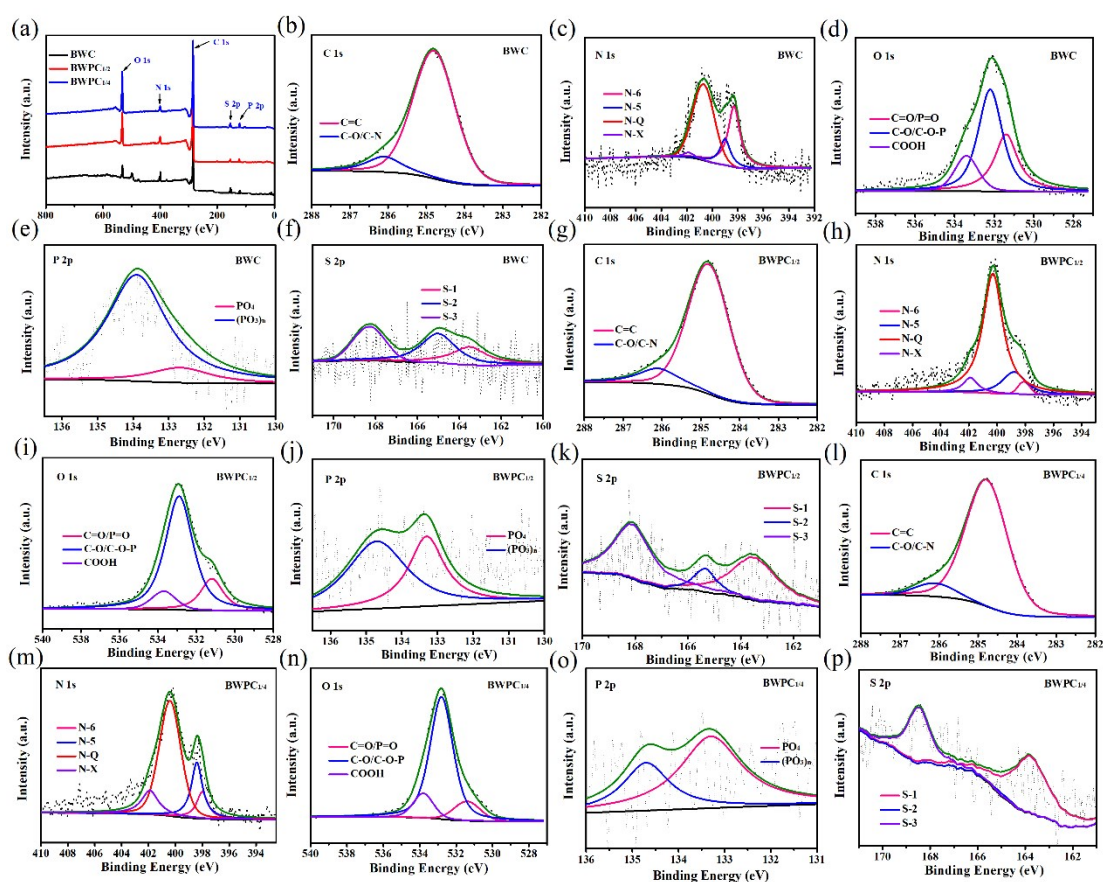 (a)
BWC
BWPC1/2
BWPC1/4
O 1s
C 1s
N 1s
S 2p
P 2p
Intensity (a.u.)
800 600 400 200 0
Binding Energy (eV)
(b)
C 1s
BWC
C=C
C-O/C-N
Intensity (a.u.)
288 287 286 285 284 283 282
Binding Energy (eV)
(c)
N 1s
BWC
N-6
N-5
N-Q
N-X
Intensity (a.u.)
410 408 406 404 402 400 398 396 394 392
Binding Energy (eV)
(d)
O 1s
BWC
C=O/P=O
C-O/C-O-P
COOH
Intensity (a.u.)
538 536 534 532 530 528
Binding Energy (eV)
(e)
P 2p
BWC
PO4
(PO3)n
Intensity (a.u.)
136 135 134 133 132 131 130
Binding Energy (eV)
(f)
S 2p
BWC
S-1
S-2
S-3
Intensity (a.u.)
170 168 166 164 162 160
Binding Energy (eV)
(g)
C 1s
BWPC1/2
C=C
C-O/C-N
Intensity (a.u.)
288 287 286 285 284 283 282
Binding Energy (eV)
(h)
N 1s
BWPC1/2
N-6
N-5
N-Q
N-X
Intensity (a.u.)
410 408 406 404 402 400 398 396 394
Binding Energy (eV)
(i)
O 1s
BWPC1/2
C=O/P=O
C-O/C-O-P
COOH
Intensity (a.u.)
540 538 536 534 532 530 528
Binding Energy (eV)
(j)
P 2p
BWPC1/2
PO4
(PO3)n
Intensity (a.u.)
136 135 134 133 132 131 130
Binding Energy (eV)
(k)
S 2p
BWPC1/2
S-1
S-2
S-3
Intensity (a.u.)
170 168 166 164 162
Binding Energy (eV)
(l)
C 1s
BWPC1/4
C=C
C-O/C-N
Intensity (a.u.)
288 287 286 285 284 283 282
Binding Energy (eV)
(m)
N 1s
BWPC1/4
N-6
N-5
N-Q
N-X
Intensity (a.u.)
410 408 406 404 402 400 398 396 394
Binding Energy (eV)
(n)
O 1s
BWPC1/4
C=O/P=O
C-O/C-O-P
COOH
Intensity (a.u.)
540 538 536 534 532 530 528
Binding Energy (eV)
(o)
P 2p
BWPC1/4
PO4
(PO3)n
Intensity (a.u.)
136 135 134 133 132 131
Binding Energy (eV)
(p)
S 2p
BWPC1/4
S-1
S-2
S-3
Intensity (a.u.)
170 168 166 164 162
Binding Energy (eV)